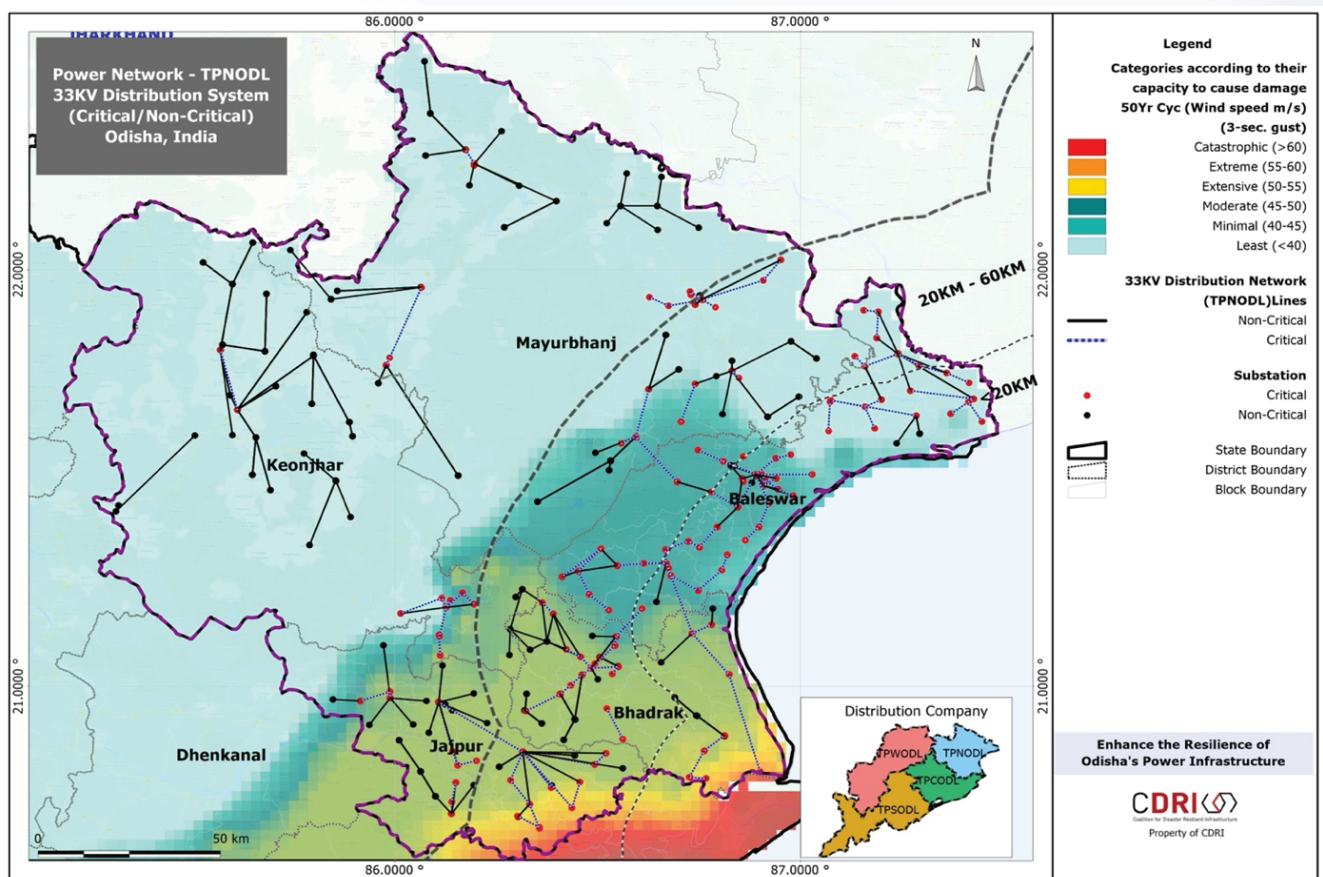 86.0000 °
87.0000 °
JHARKHAND
Power Network - TPNODL
33KV Distribution System
(Critical/Non-Critical)
Odisha, India
N
22.0000 °
22.0000 °
20KM - 60KM
<20KM
Mayurbhanj
Keonjhar
Baleswar
21.0000 °
21.0000 °
Bhadrak
Jajpur
Dhenkanal
0
50 km
Distribution Company
TPWODL
TPNODL
TPCODL
TPSODL
86.0000 °
87.0000 °
Legend
Categories according to their
capacity to cause damage
50Yr Cyc (Wind speed m/s)
(3-sec. gust)
Catastrophic (>60)
Extreme (55-60)
Extensive (50-55)
Moderate (45-50)
Minimal (40-45)
Least (<40)
33KV Distribution Network
(TPNODL)Lines
Non-Critical
Critical
Substation
Critical
Non-Critical
State Boundary
District Boundary
Block Boundary
Enhance the Resilience of
Odisha's Power Infrastructure
CDRI
Coalition for Disaster Resilient Infrastructure
Property of CDRI